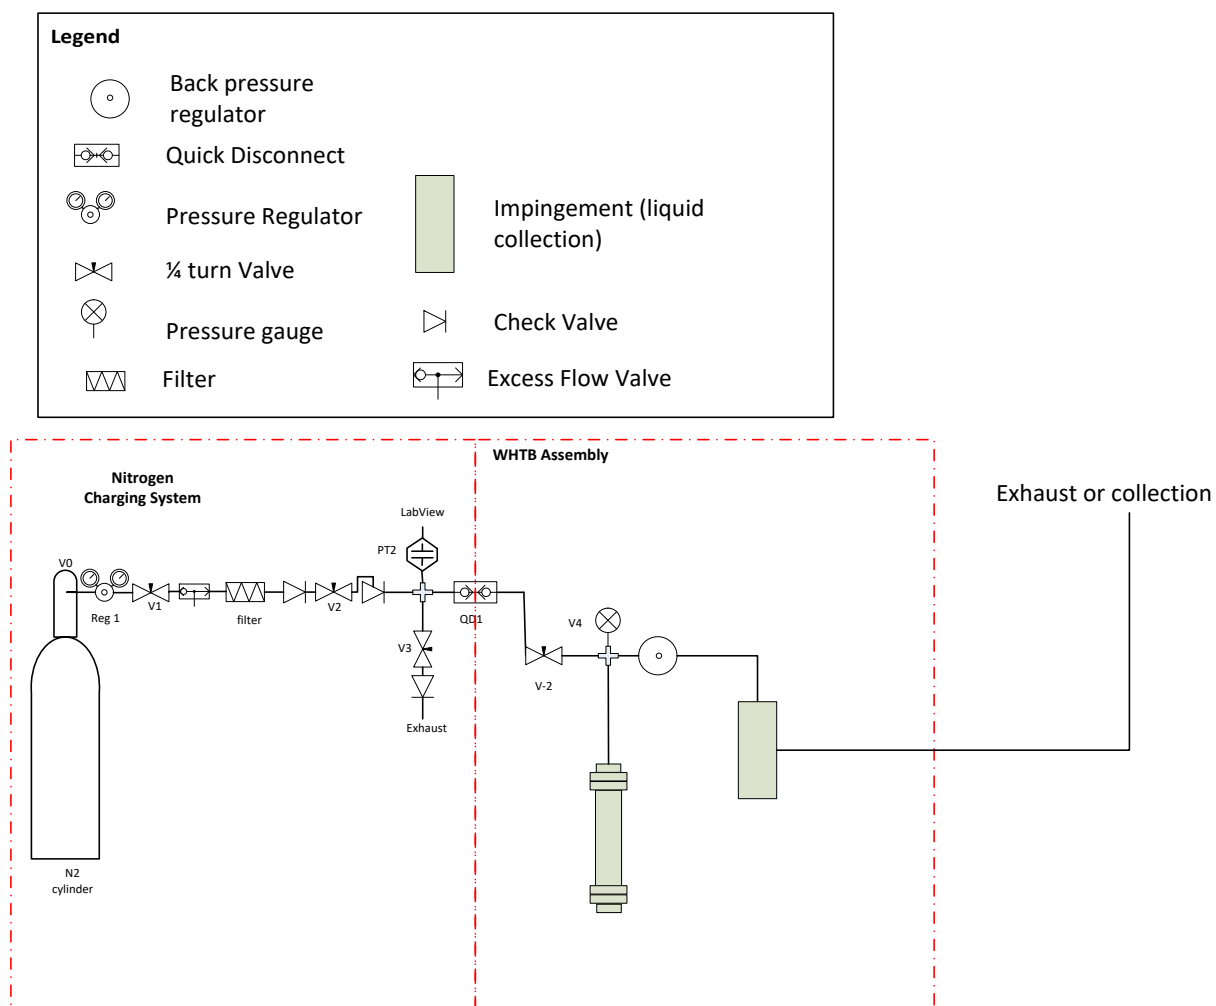 Legend
Back pressure
regulator
Quick Disconnect
Pressure Regulator
Impingement (liquid
collection)
¼ turn Valve
Pressure gauge
Check Valve
Filter
Excess Flow Valve
WHTB Assembly
Nitrogen
Charging System
Exhaust or collection
LabView
PT2
V0
Reg 1
V1
filter
V2
QD1
V3
V4
V-2
Exhaust
N2
cylinder